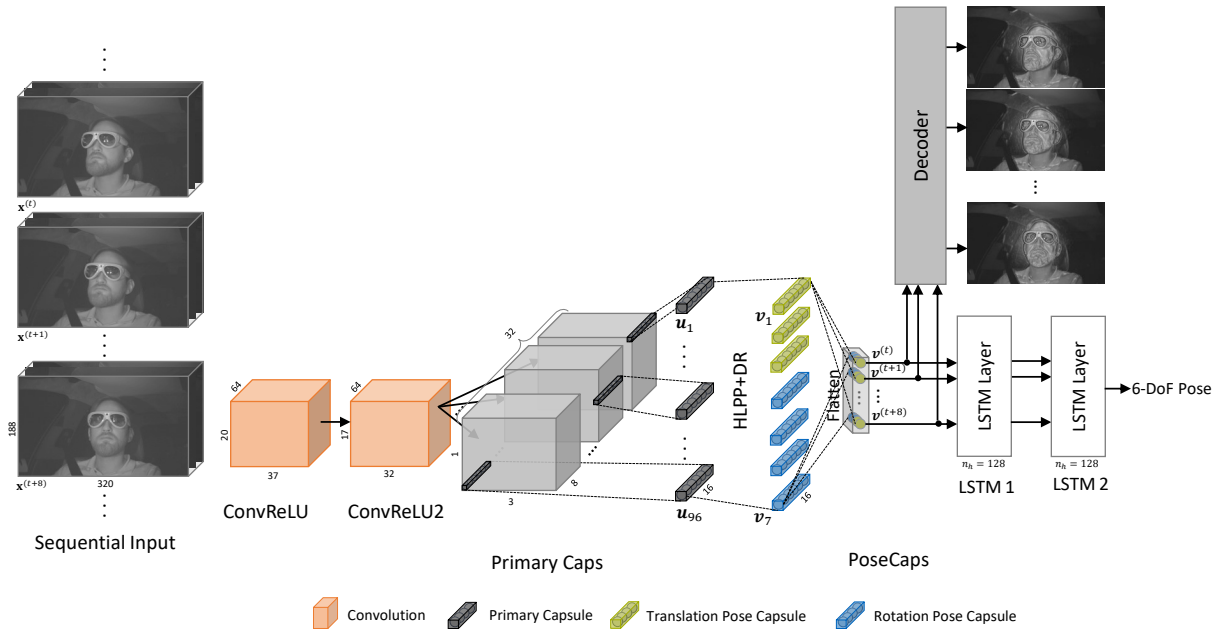 x^(t)
x^(t+1)
188
x^(t+8)
320
Sequential Input
64
20
37
ConvReLU
64
17
32
ConvReLU2
32
1
3
8
Primary Caps
u_1
u_96
16
HLPP+DR
v_1
v_7
16
PoseCaps
Flatten
v^(t)
v^(t+1)
v^(t+8)
Decoder
LSTM Layer
n_h = 128
LSTM 1
LSTM Layer
n_h = 128
LSTM 2
6-DoF Pose
Convolution
Primary Capsule
Translation Pose Capsule
Rotation Pose Capsule